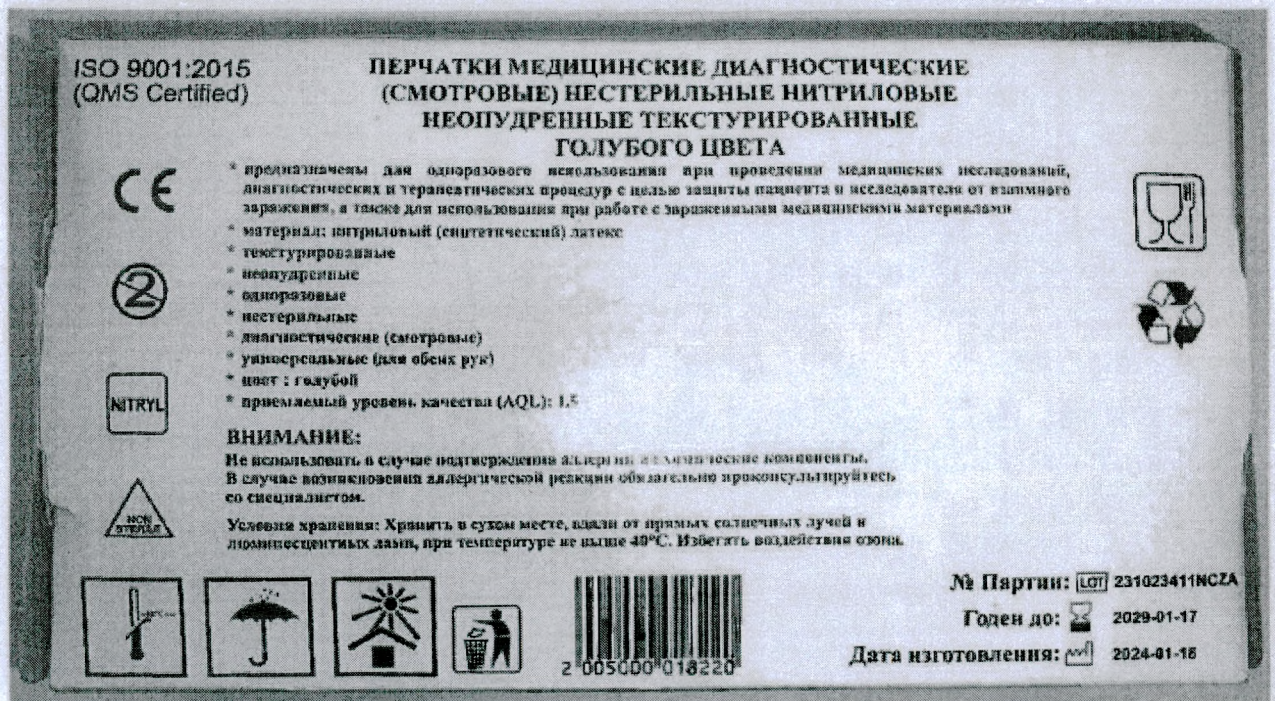 ISO 9001:2015
(QMS Certified)
ПЕРЧАТКИ МЕДИЦИНСКИЕ ДИАГНОСТИЧЕСКИЕ
(СМОТРОВЫЕ) НЕСТЕРИЛЬНЫЕ НИТРИЛОВЫЕ
НЕОПУДРЕННЫЕ ТЕКСТУРИРОВАННЫЕ
ГОЛУБОГО ЦВЕТА
* предназначены для одноразового использования при проведении медицинских исследований,
диагностических и терапевтических процедур с целью защиты пациента и исследователя от взаимного
заражения, а также для использования при работе с зараженными медицинскими материалами
* материал: нитриловый (синтетический) латекс
* текстурированные
* неопудренные
* одноразовые
* нестерильные
* диагностические (смотровые)
* универсальные (для обеих рук)
* цвет : голубой
* приемлемый уровень качества (AQL): 1.5
CE
2
NITRYL
NON
STERILE
ВНИМАНИЕ:
Не использовать в случае подтверждения аллергии химические компоненты.
В случае возникновения аллергической реакции обязательно проконсультируйтесь
со специалистом.
Условия хранения: Хранить в сухом месте, вдали от прямых солнечных лучей и
люминесцентных ламп, при температуре не выше 40°C. Избегать воздействия озона.
2 005000 018220
№ Партии: LOT 231023411NCZA
Годен до: 2029-01-17
Дата изготовления: 2024-01-18